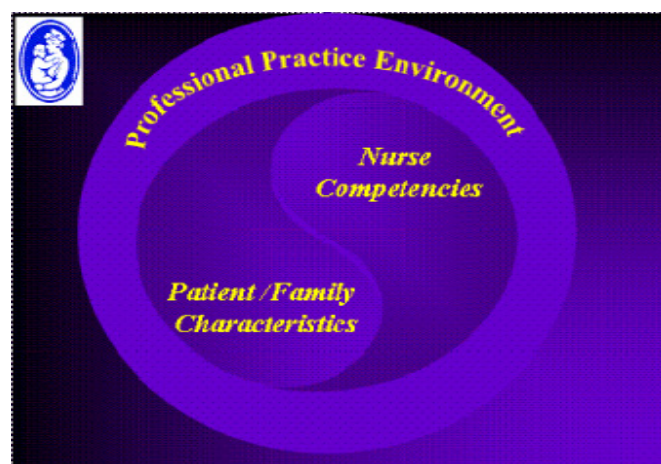 Professional Practice Environment
Nurse
Competencies
Patient /Family
Characteristics